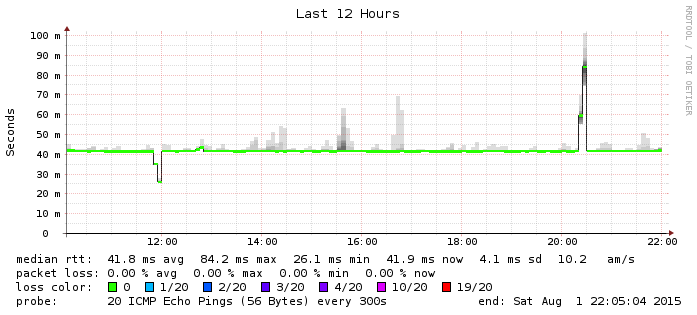 Last 12 Hours
RRDTOOL / TOBI OETIKER
Seconds
100 m
90 m
80 m
70 m
60 m
50 m
40 m
30 m
20 m
10 m
0
12:00 14:00 16:00 18:00 20:00 22:00
median rtt: 41.8 ms avg 84.2 ms max 26.1 ms min 41.9 ms now 4.1 ms sd 10.2 am/s
packet loss: 0.00 % avg 0.00 % max 0.00 % min 0.00 % now
loss color: 0 1/20 2/20 3/20 4/20 10/20 19/20
probe: 20 ICMP Echo Pings (56 Bytes) every 300s end: Sat Aug 1 22:05:04 2015